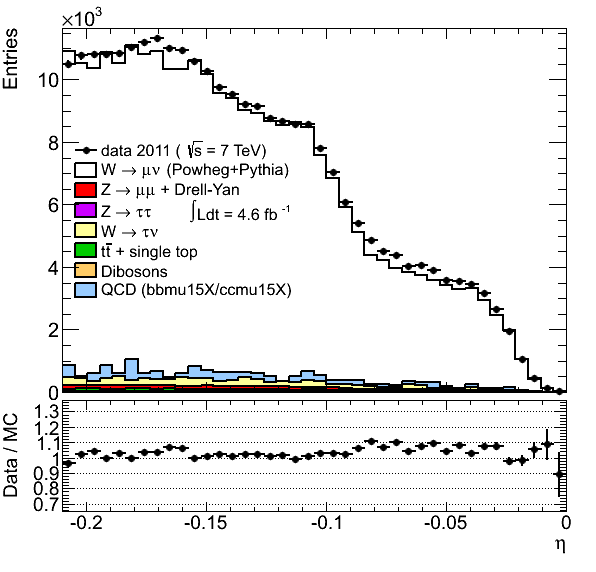 ×10³
Entries
10
8
6
4
2
0
data 2011 ( √s = 7 TeV)
W → μν (Powheg+Pythia)
Z → μμ + Drell-Yan
Z → ττ ∫Ldt = 4.6 fb⁻¹
W → τν
tt̄ + single top
Dibosons
QCD (bbmu15X/ccmu15X)
Data / MC
1.3
1.2
1.1
1
0.9
0.8
0.7
-0.2 -0.15 -0.1 -0.05 0
η